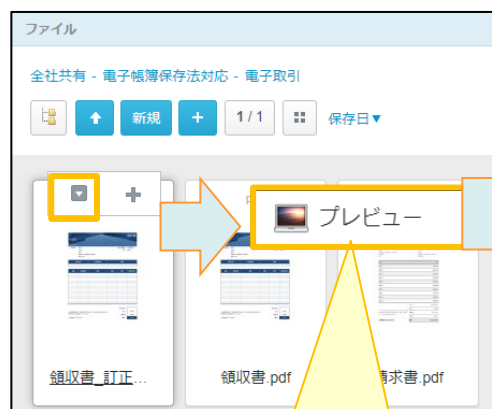 ファイル
全社共有 - 電子帳簿保存法対応 - 電子取引
新規 + 1 / 1 保存日▼
+
プレビュー
領収書_訂正... 領収書.pdf 請求書.pdf